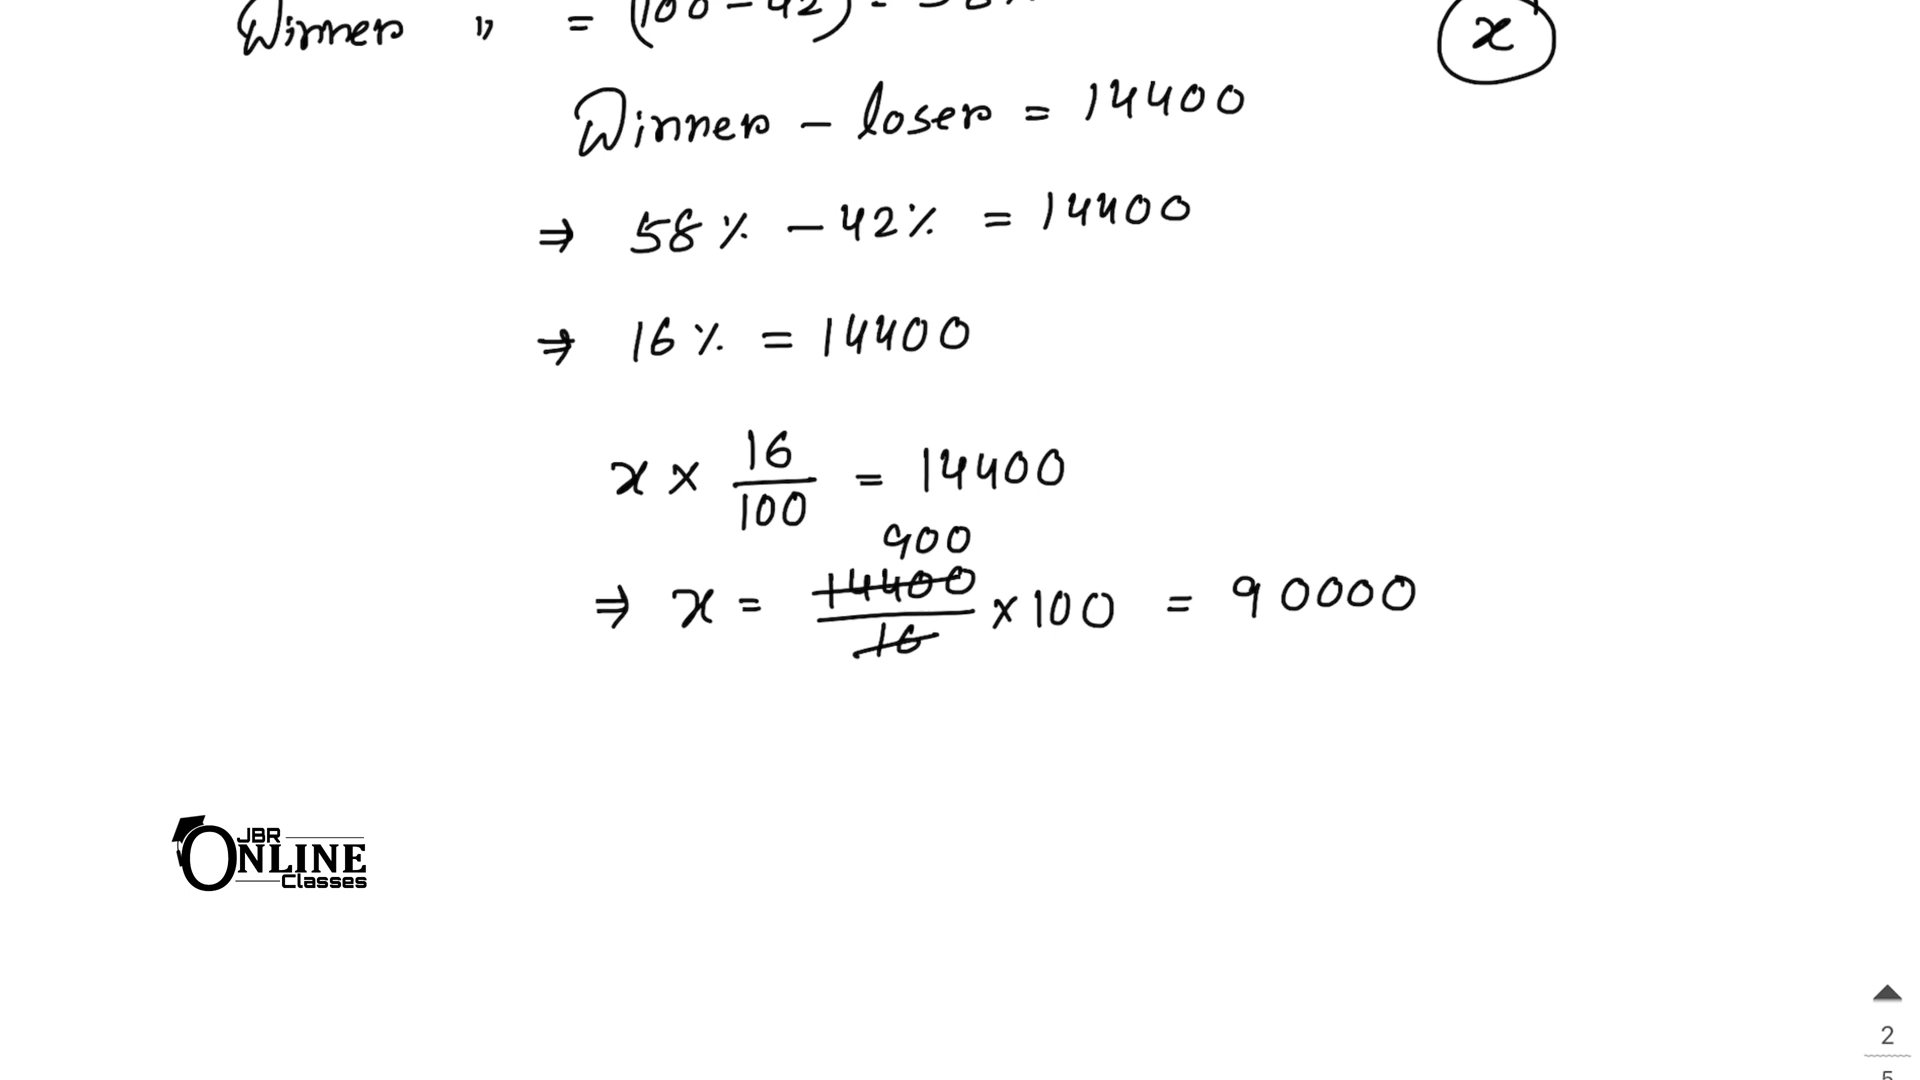 Winner " = (100 - 42) = 58%
x
Winner - loser = 14400
⇒ 58% - 42% = 14400
⇒ 16% = 14400
x × 16/100 = 14400
900
⇒ x = 14400/16 × 100 = 90000
JBR
ONLINE
Classes
2
5